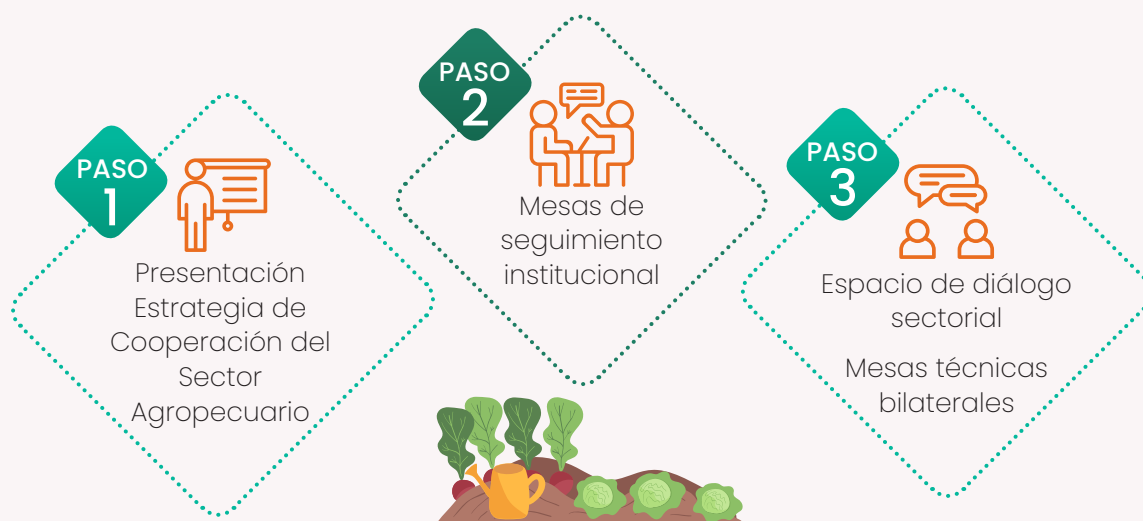 PASO
1
Presentación
Estrategia de
Cooperación del
Sector
Agropecuario
PASO
2
Mesas de
seguimiento
institucional
PASO
3
Espacio de diálogo
sectorial
Mesas técnicas
bilaterales